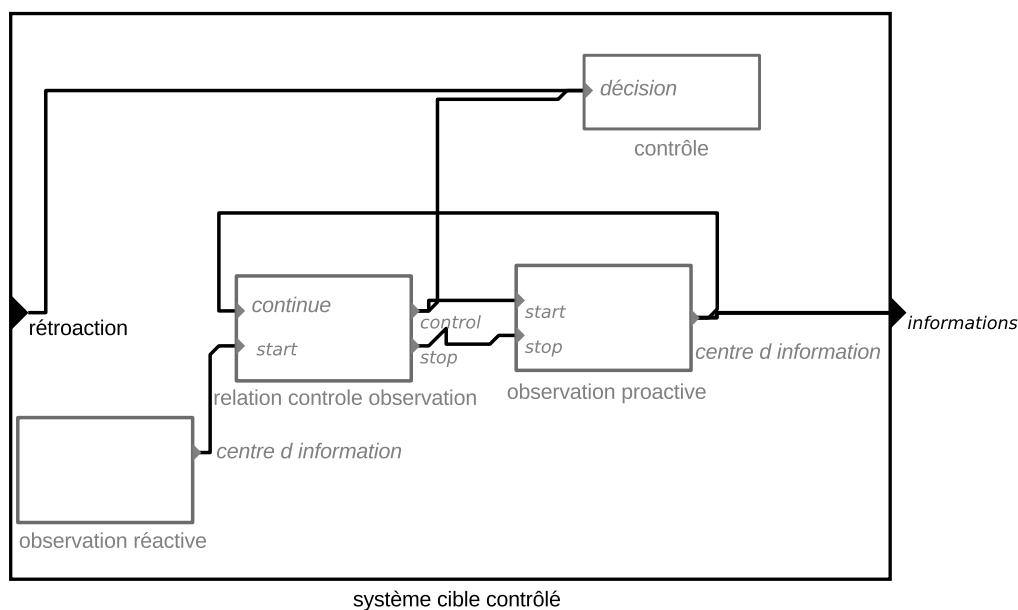 décision
contrôle
continue
control
start
start
informations
rétroaction
stop
stop
centre d information
observation proactive
relation controle observation
centre d information
observation réactive
système cible contrôlé